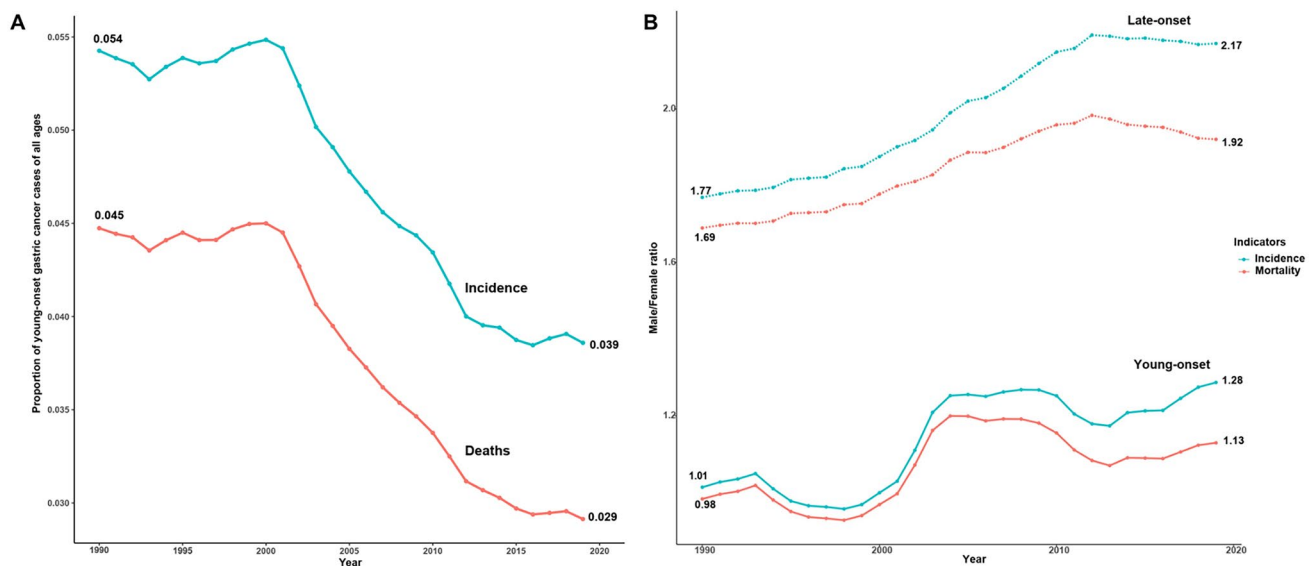 A
Proportion of young-onset gastric cancer cases of all ages
0.055
0.050
0.045
0.040
0.035
0.030
0.054
0.045
Incidence
0.039
Deaths
0.029
1990
1995
2000
2005
2010
2015
2020
Year
B
Male/Female ratio
2.0
1.6
1.2
Late-onset
2.17
1.92
1.77
1.69
Indicators
Incidence
Mortality
Young-onset
1.28
1.13
1.01
0.98
1990
2000
2010
2020
Year